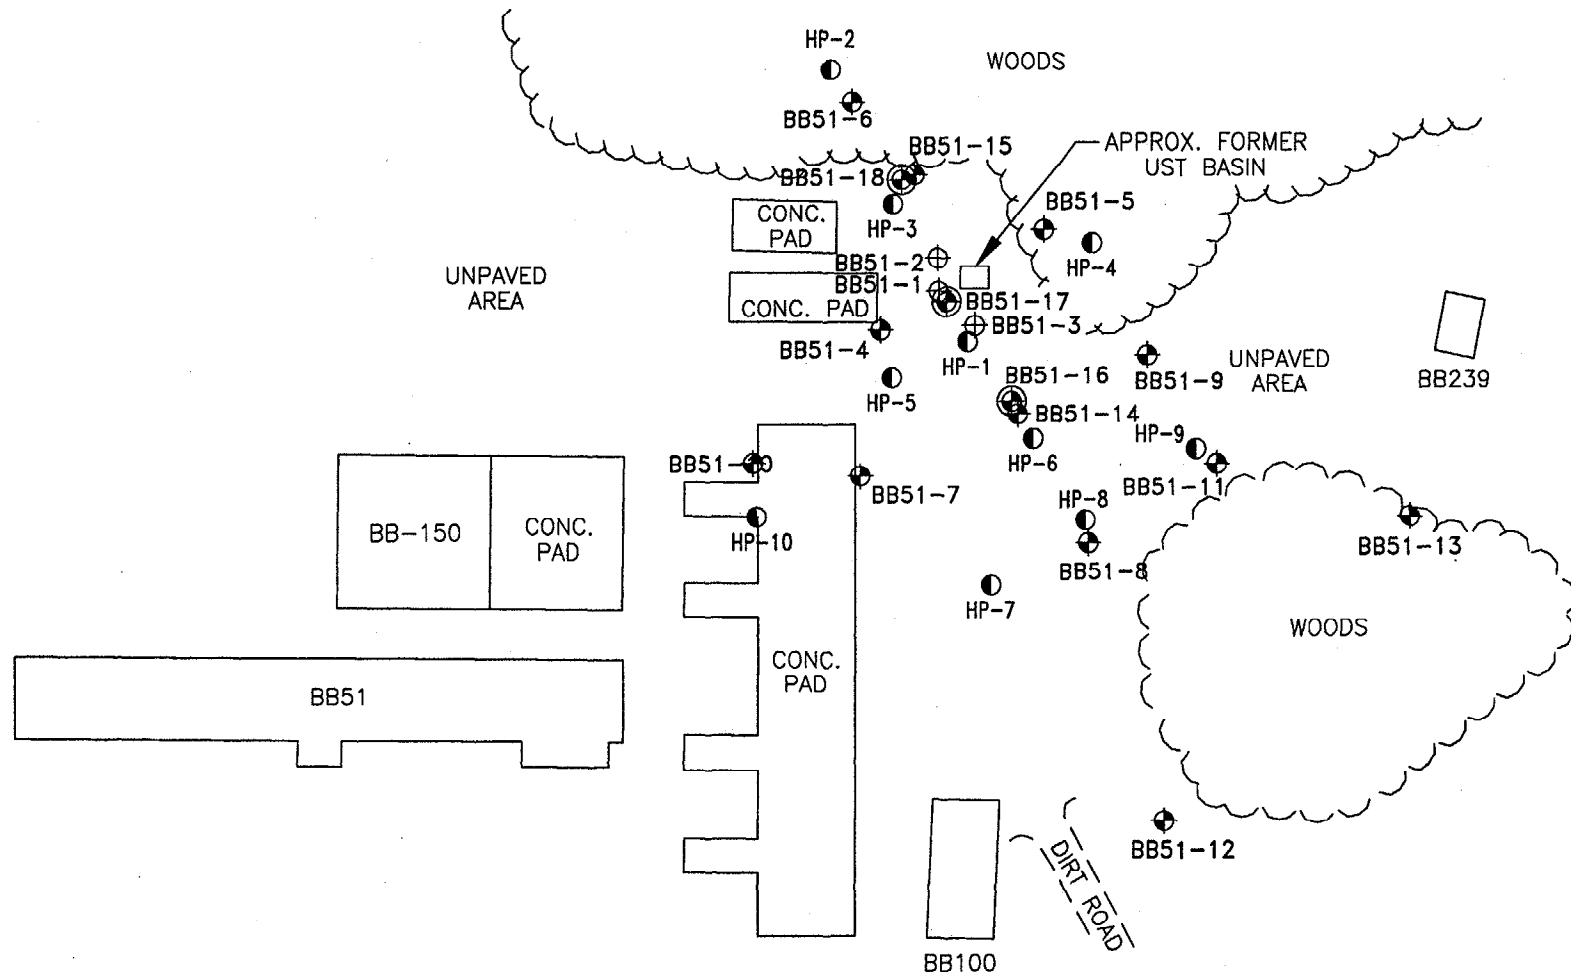 HP-2
WOODS
BB51-6
BB51-15
APPROX. FORMER
UST BASIN
BB51-18
CONC.
PAD
HP-3
BB51-5
HP-4
BB51-2
UNPAVED
AREA
BB51-1
CONC. PAD
BB51-17
BB51-3
BB51-4
HP-1
BB51-16
BB51-9
UNPAVED
AREA
BB239
HP-5
BB51-14
HP-9
HP-6
BB51-10
BB51-7
BB51-11
HP-8
BB-150
CONC.
PAD
HP-10
BB51-13
BB51-8
HP-7
WOODS
CONC.
PAD
BB51
BB51-12
DIRT ROAD
BB100